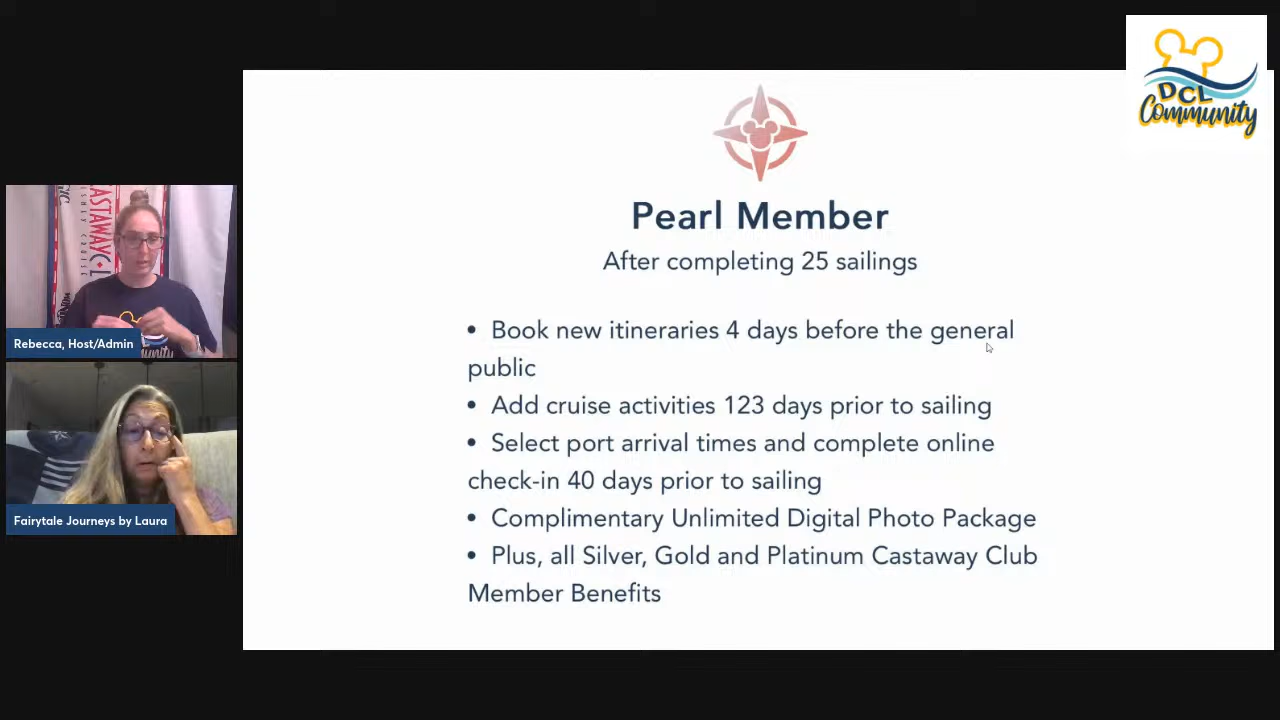 DCL
Community
Pearl Member
After completing 25 sailings
• Book new itineraries 4 days before the general
public
• Add cruise activities 123 days prior to sailing
• Select port arrival times and complete online
check-in 40 days prior to sailing
• Complimentary Unlimited Digital Photo Package
• Plus, all Silver, Gold and Platinum Castaway Club
Member Benefits
Rebecca, Host/Admin
Fairytale Journeys by Laura